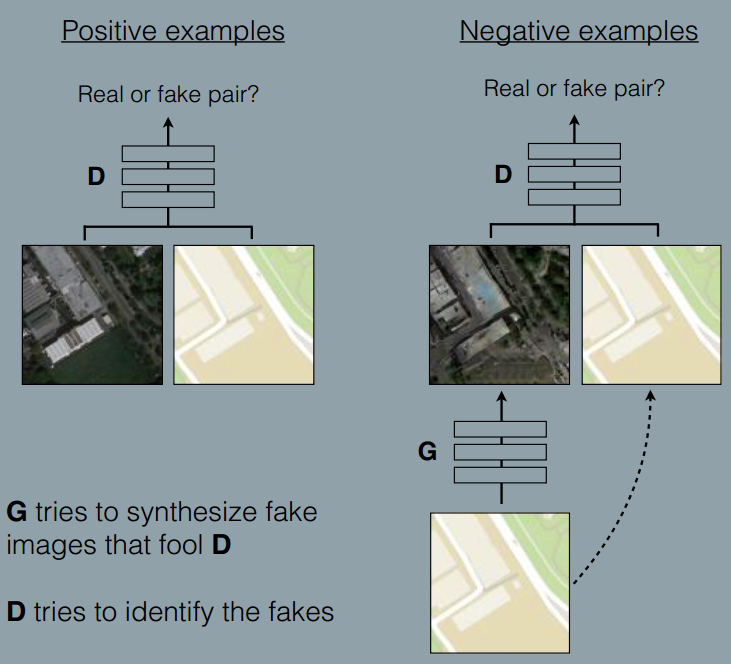 Positive examples
Real or fake pair?
D
Negative examples
Real or fake pair?
D
G
G tries to synthesize fake
images that fool D
D tries to identify the fakes